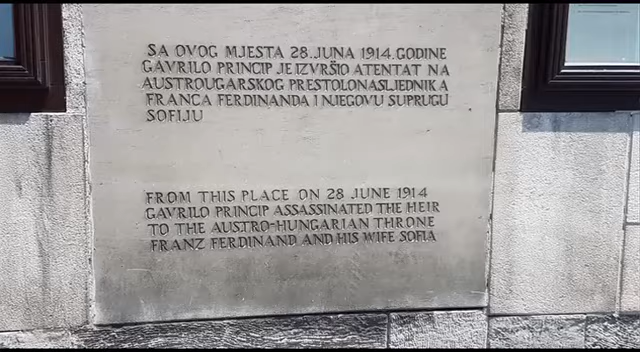 SA OVOG MJESTA 28. JUNA 1914. GODINE
GAVRILO PRINCIP JE IZVRŠIO ATENTAT NA
AUSTROUGARSKOG PRESTOLONASLJEDNIKA
FRANCA FERDINANDA I NJEGOVU SUPRUGU
SOFIJU
FROM THIS PLACE ON 28 JUNE 1914
GAVRILO PRINCIP ASSASSINATED THE HEIR
TO THE AUSTRO-HUNGARIAN THRONE
FRANZ FERDINAND AND HIS WIFE SOFIA